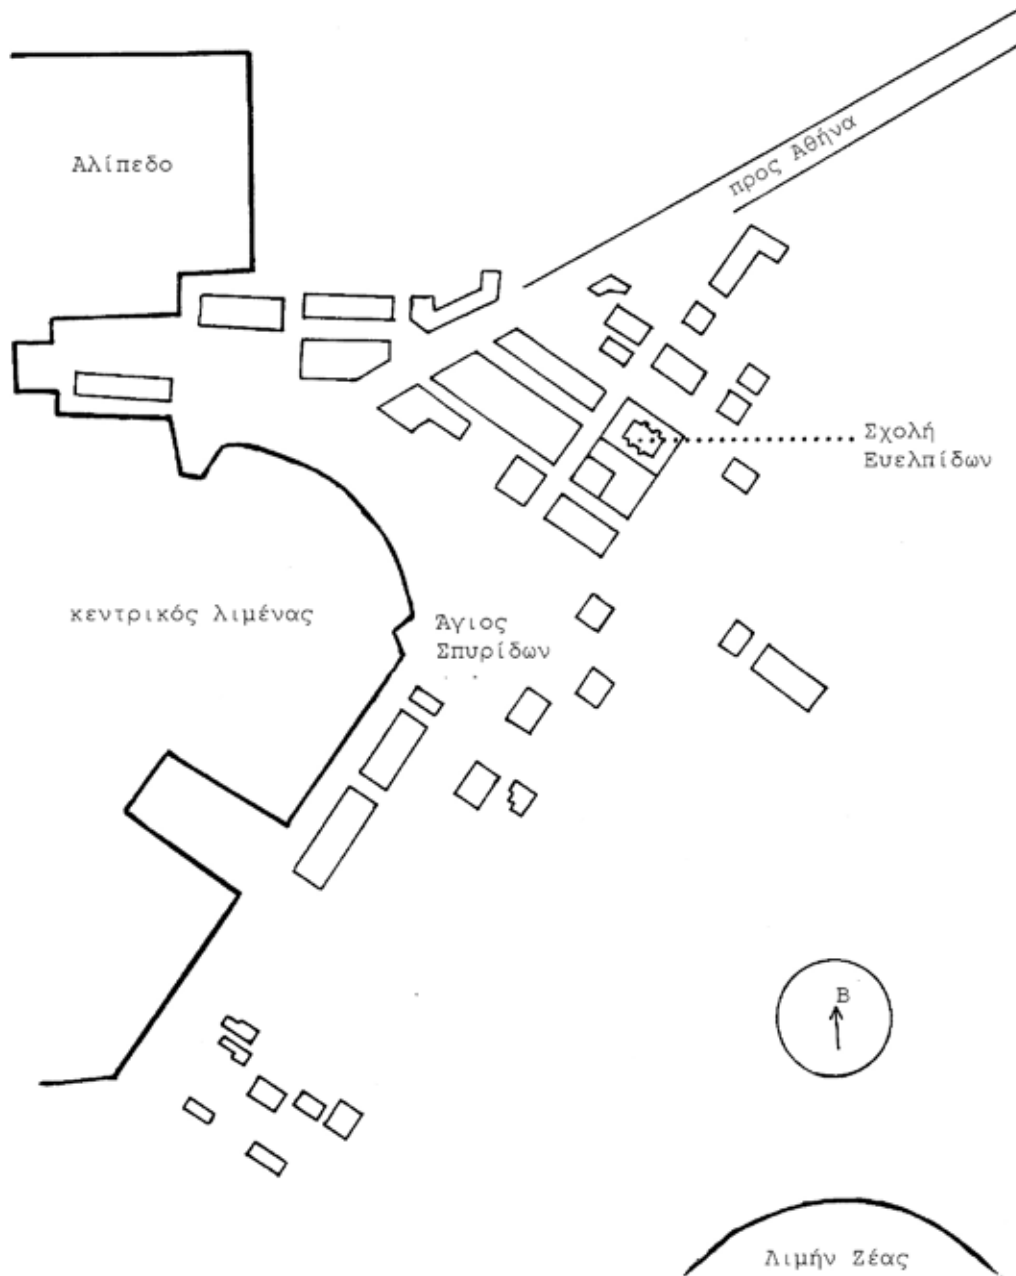 προς Αθήνα
Αλίπεδο
Σχολή
Ευελπίδων
κεντρικός λιμένας
Άγιος
Σπυρίδων
Β
Λιμήν Ζέας